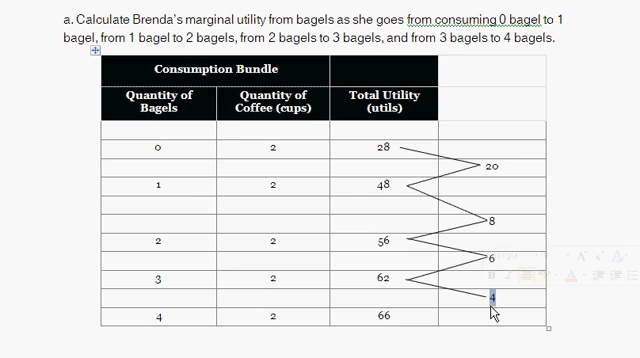 a. Calculate Brenda's marginal utility from bagels as she goes from consuming 0 bagel to 1
bagel, from 1 bagel to 2 bagels, from 2 bagels to 3 bagels, and from 3 bagels to 4 bagels.
Consumption Bundle
Quantity of Bagels Quantity of Coffee (cups) Total Utility (utils)
0 2 28
20
1 2 48
8
2 2 56
6
3 2 62
4
4 2 66